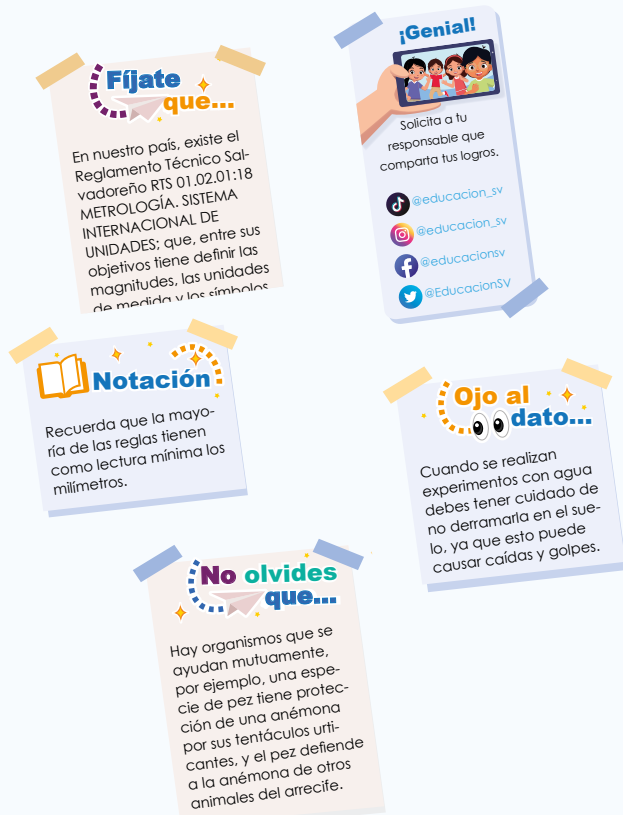 Fíjate
que...
En nuestro país, existe el
Reglamento Técnico Sal-
vadoreño RTS 01.02.01:18
METROLOGÍA. SISTEMA
INTERNACIONAL DE
UNIDADES; que, entre sus
objetivos tiene definir las
magnitudes, las unidades
de medida y los símbolos
¡Genial!
Solicita a tu
responsable que
comparta tus logros.
@educacion_sv
@educacion_sv
@educacionsv
@EducacionSV
Notación
Recuerda que la mayo-
ría de las reglas tienen
como lectura mínima los
milímetros.
Ojo al
dato...
Cuando se realizan
experimentos con agua
debes tener cuidado de
no derramarla en el sue-
lo, ya que esto puede
causar caídas y golpes.
No olvides
que...
Hay organismos que se
ayudan mutuamente,
por ejemplo, una espe-
cie de pez tiene protec-
ción de una anémona
por sus tentáculos urti-
cantes, y el pez defiende
a la anémona de otros
animales del arrecife.